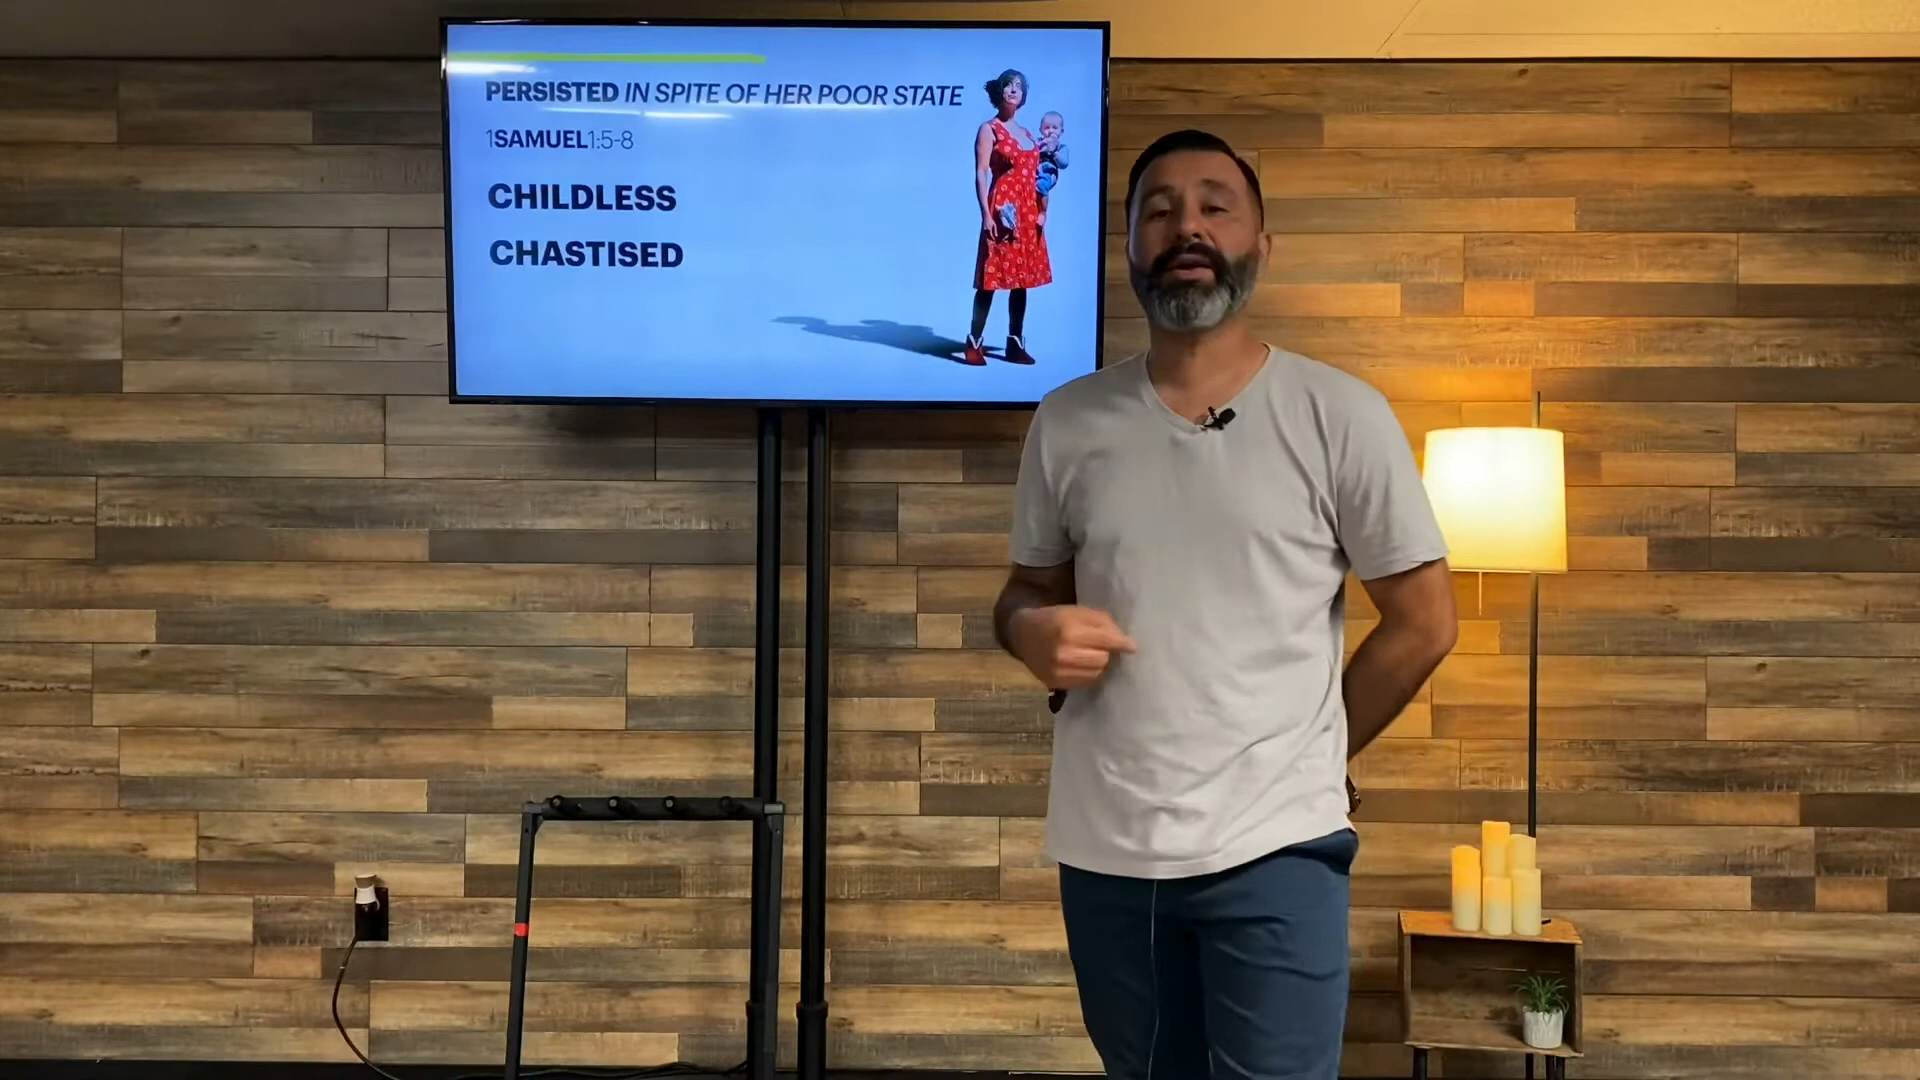 PERSISTED IN SPITE OF HER POOR STATE
1SAMUEL1:5-8
CHILDLESS
CHASTISED